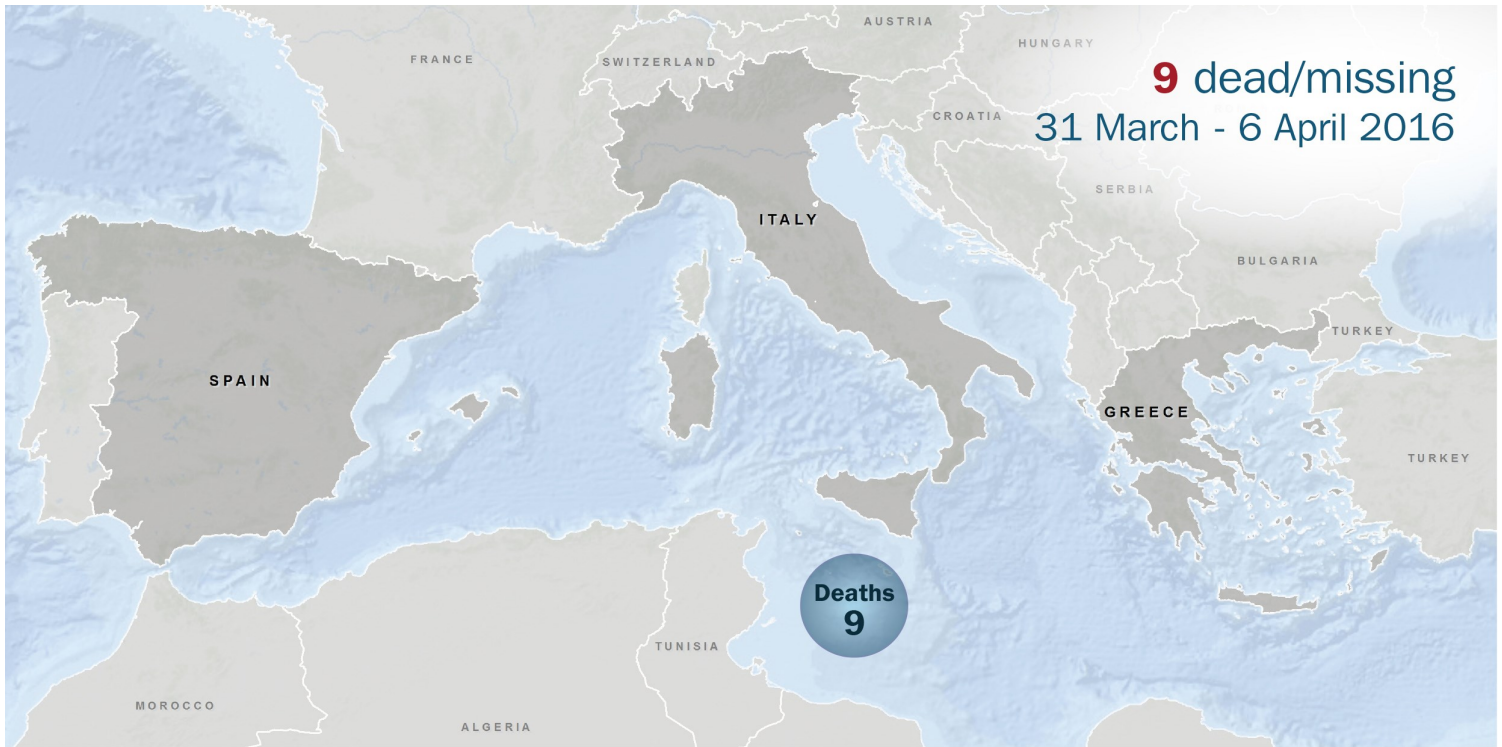 AUSTRIA
HUNGARY
FRANCE
SWITZERLAND
9 dead/missing
31 March - 6 April 2016
CROATIA
SERBIA
ITALY
BULGARIA
TURKEY
SPAIN
GREECE
TURKEY
Deaths
9
TUNISIA
MOROCCO
ALGERIA